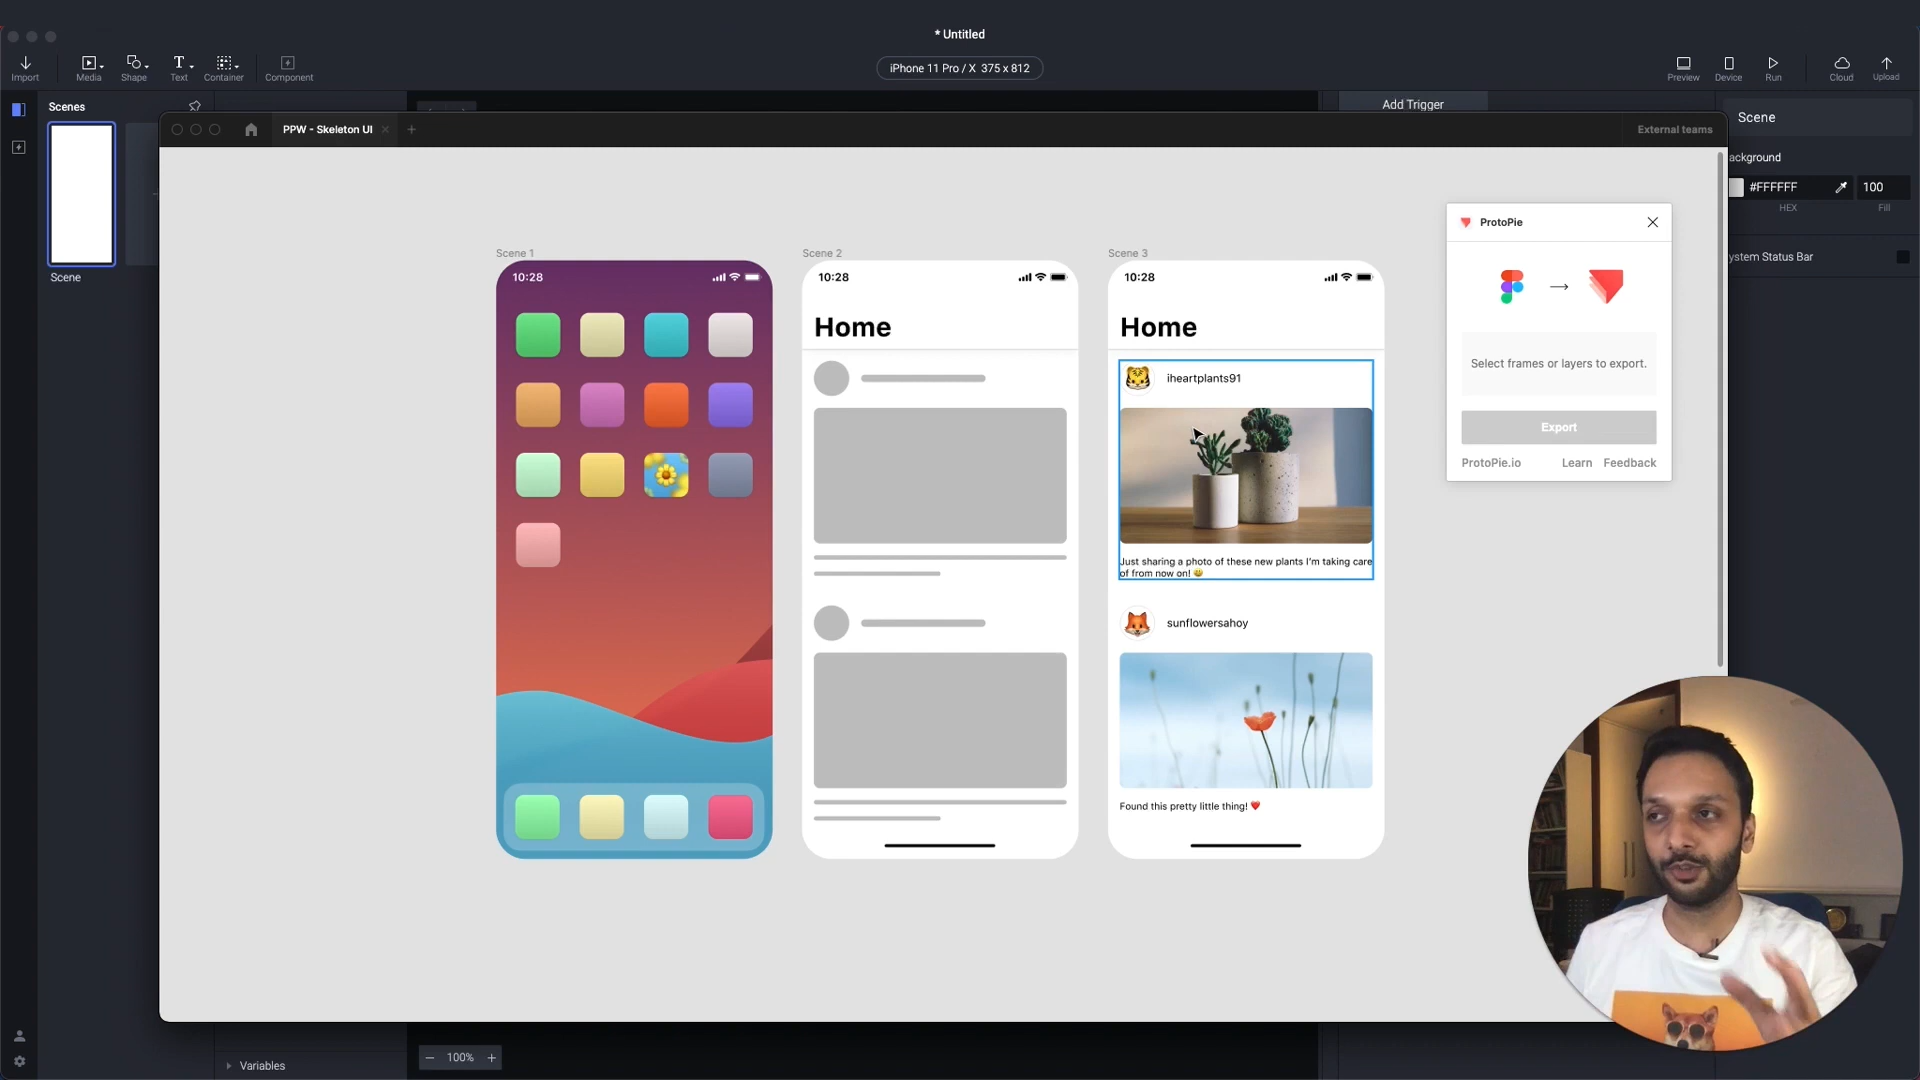 * Untitled
Import
Media
Shape
Text
Container
Component
iPhone 11 Pro / X 375 x 812
Preview
Device
Run
Cloud
Upload
Scenes
Add Trigger
Scene
PPW - Skeleton UI
External teams
ackground
#FFFFFF
100
HEX
Fill
ystem Status Bar
Scene
Scene 1
10:28
Scene 2
10:28
Home
Scene 3
10:28
Home
iheartplants91
Just sharing a photo of these new plants I'm taking care
of from now on! 😃
sunflowersahoy
Found this pretty little thing! ❤️
ProtoPie
Select frames or layers to export.
Export
ProtoPie.io
Learn
Feedback
100%
Variables